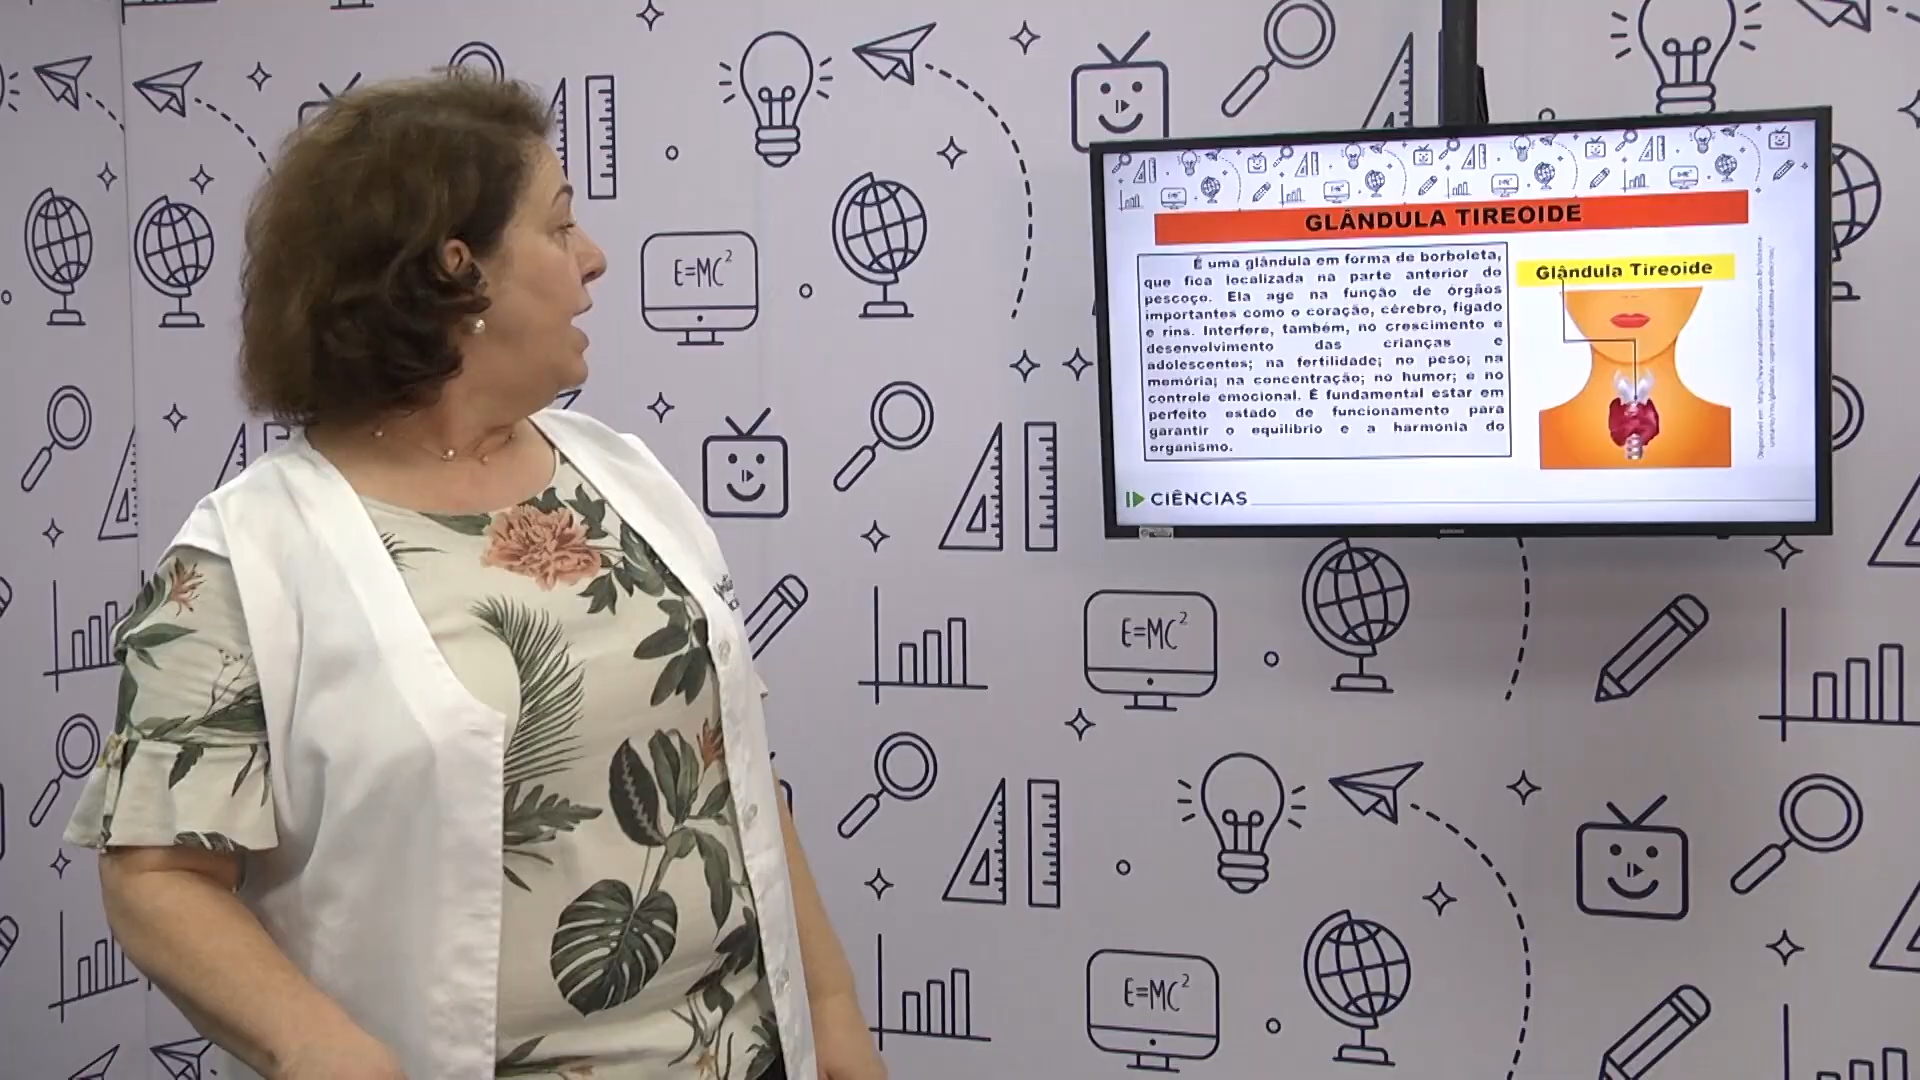 GLÂNDULA TIREOIDE
É uma glândula em forma de borboleta,
que fica localizada na parte anterior do
pescoço. Ela age na função de órgãos
importantes como o coração, cérebro, fígado
e rins. Interfere, também, no crescimento e
desenvolvimento das crianças e
adolescentes; na fertilidade; no peso; na
memória; na concentração; no humor; e no
controle emocional. É fundamental estar em
perfeito estado de funcionamento para
garantir o equilíbrio e a harmonia do
organismo.
Glândula Tireoide
CIÊNCIAS
E=MC²
E=MC²
E=MC²